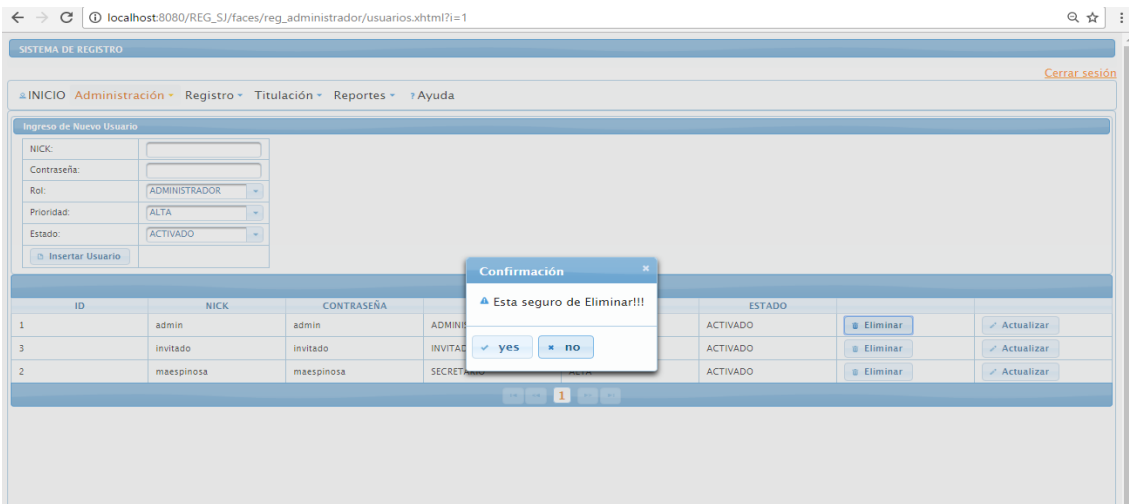 localhost:8080/REG_SJ/faces/reg_administrador/usuarios.xhtml?i=1
SISTEMA DE REGISTRO
Cerrar sesión
INICIO Administración Registro Titulación Reportes ? Ayuda
Ingreso de Nuevo Usuario
NICK:
Contraseña:
Rol: ADMINISTRADOR
Prioridad: ALTA
Estado: ACTIVADO
Insertar Usuario
Confirmación
Esta seguro de Eliminar!!!
yes no
ID NICK CONTRASEÑA ESTADO
1 admin admin ACTIVADO Eliminar Actualizar
3 invitado invitado ACTIVADO Eliminar Actualizar
2 maespinosa maespinosa SECRETARIO ALTA ACTIVADO Eliminar Actualizar
1